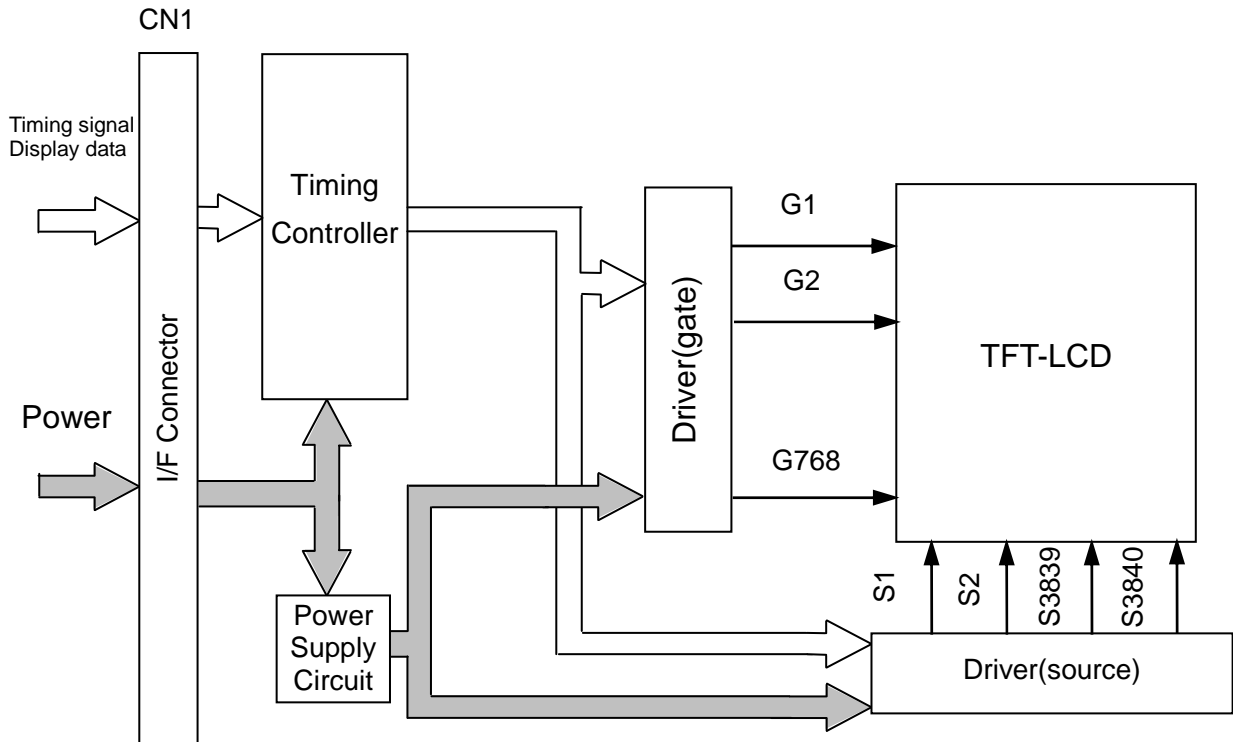 CN1
Timing signal
Display data
Power
I/F Connector
Timing
Controller
Power
Supply
Circuit
Driver(gate)
G1
G2
G768
TFT-LCD
S1
S2
S3839
S3840
Driver(source)